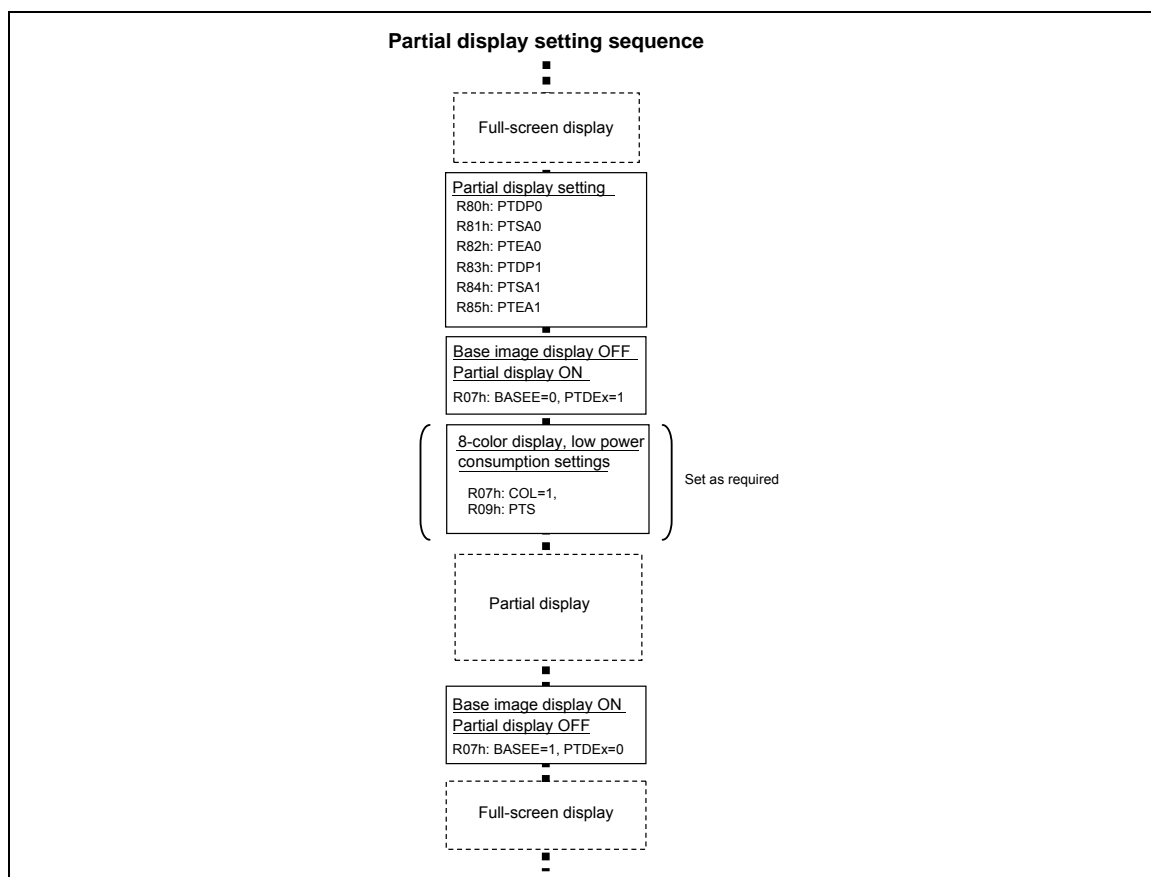 Partial display setting sequence
Full-screen display
Partial display setting
R80h: PTDP0
R81h: PTSA0
R82h: PTEA0
R83h: PTDP1
R84h: PTSA1
R85h: PTEA1
Base image display OFF
Partial display ON
R07h: BASEE=0, PTDEx=1
8-color display, low power
consumption settings
R07h: COL=1,
R09h: PTS
Set as required
Partial display
Base image display ON
Partial display OFF
R07h: BASEE=1, PTDEx=0
Full-screen display